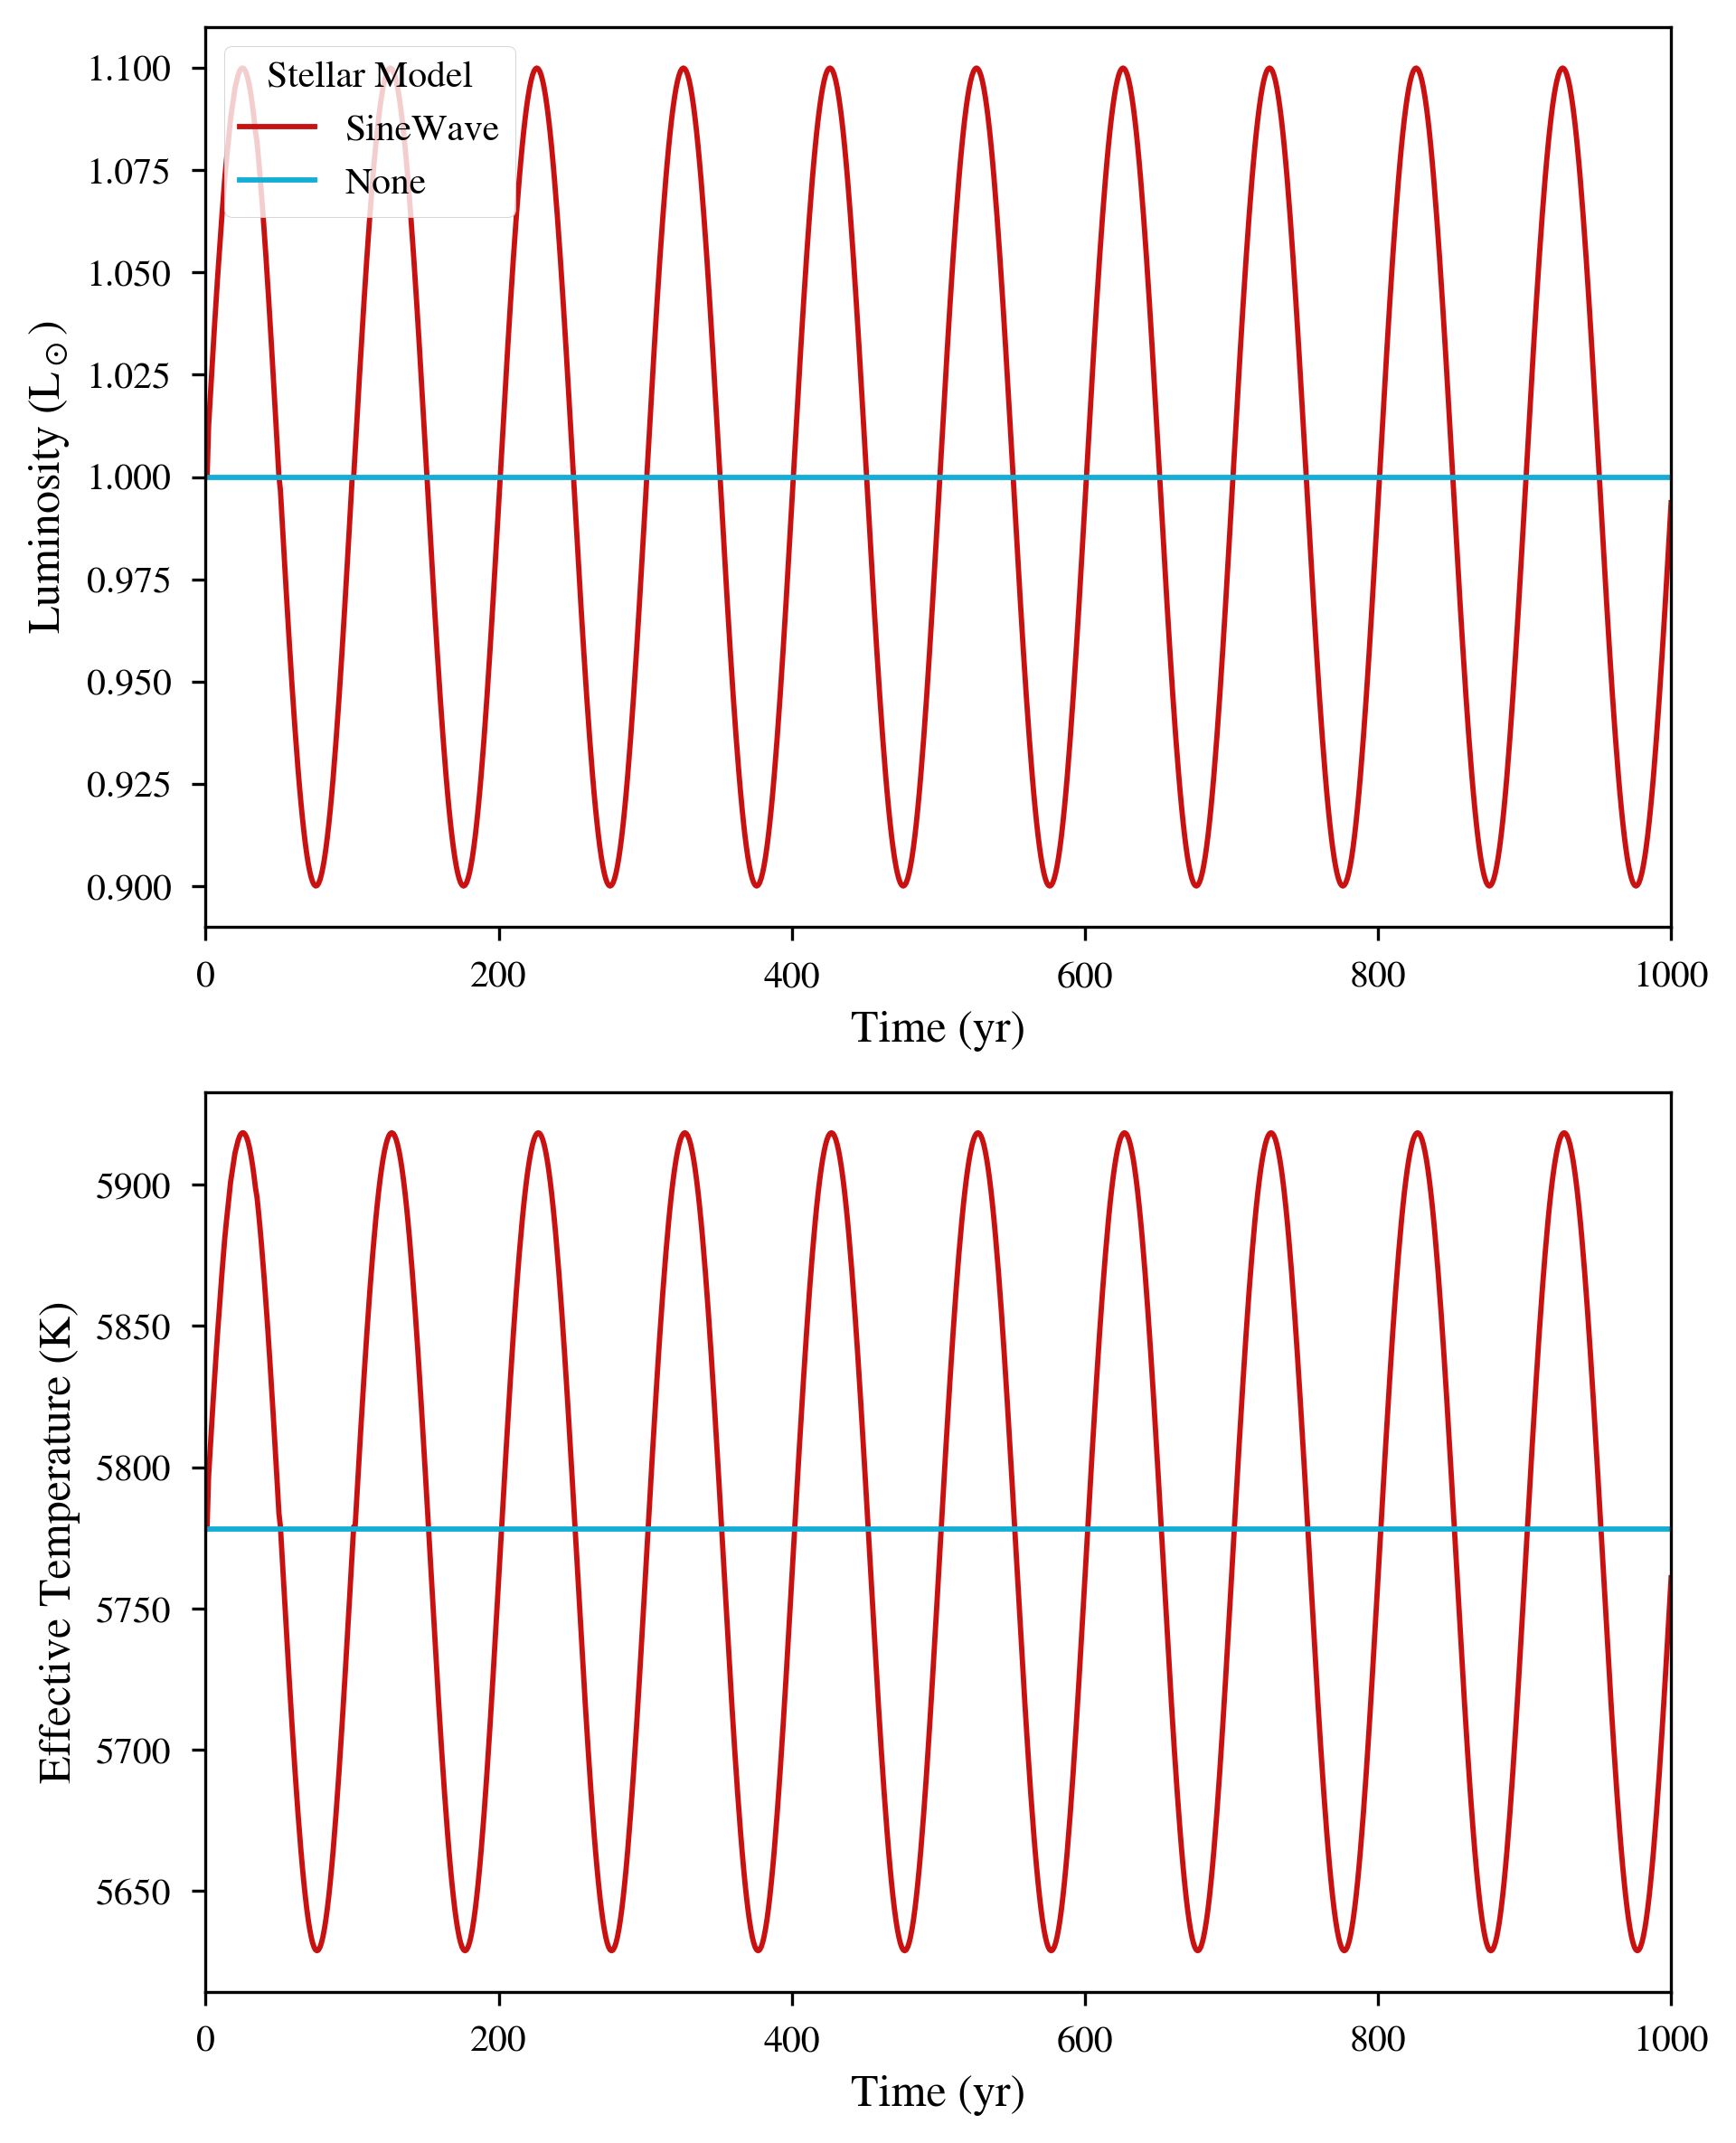 Stellar Model
SineWave
None
1.100
1.075
1.050
1.025
1.000
0.975
0.950
0.925
0.900
Luminosity (L⊙)
0 200 400 600 800 1000
Time (yr)
5900
5850
5800
5750
5700
5650
Effective Temperature (K)
0 200 400 600 800 1000
Time (yr)